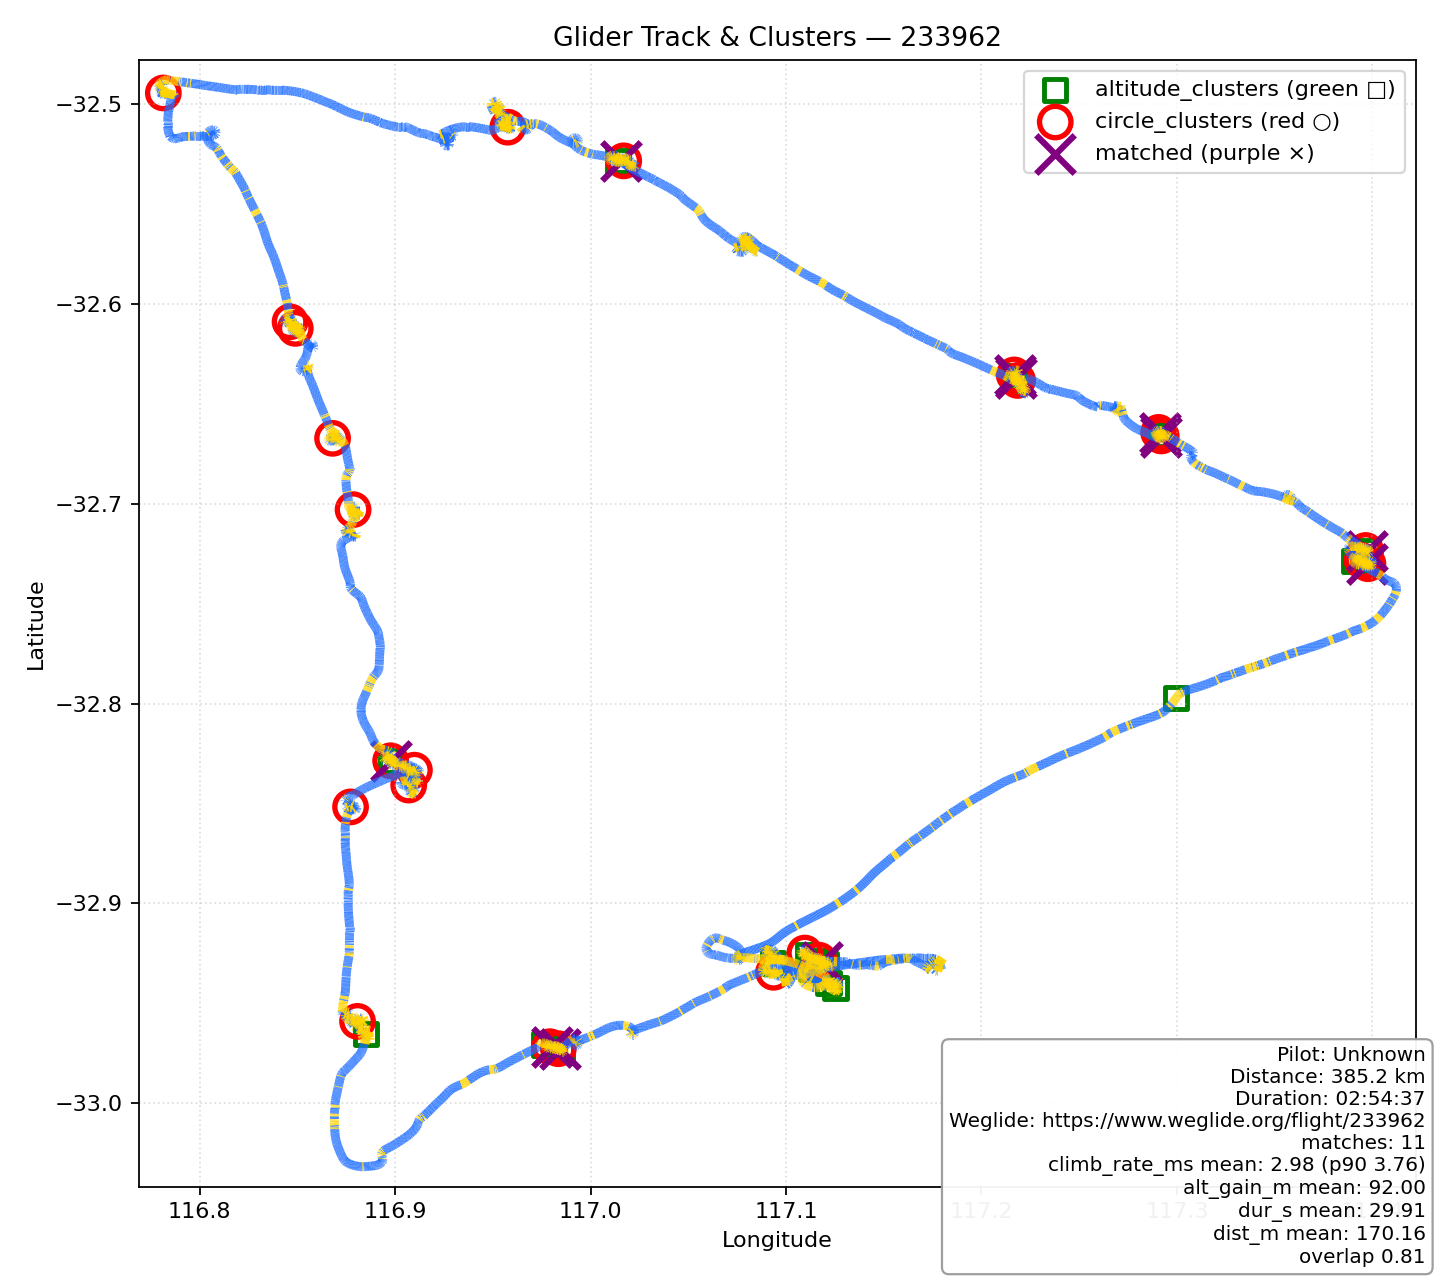 Glider Track & Clusters — 233962
altitude_clusters (green □)
circle_clusters (red ○)
matched (purple ×)
−32.5
−32.6
−32.7
−32.8
−32.9
−33.0
Latitude
116.8
116.9
117.0
117.1
117.2
117.3
Longitude
Pilot: Unknown
Distance: 385.2 km
Duration: 02:54:37
Weglide: https://www.weglide.org/flight/233962
matches: 11
climb_rate_ms mean: 2.98 (p90 3.76)
alt_gain_m mean: 92.00
dur_s mean: 29.91
dist_m mean: 170.16
overlap 0.81